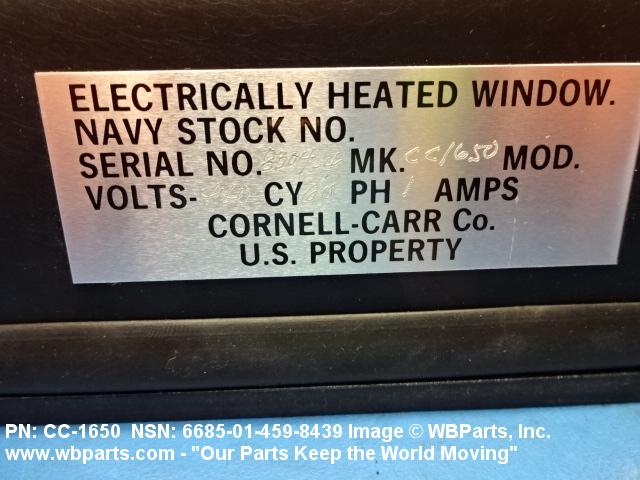 ELECTRICALLY HEATED WINDOW.
NAVY STOCK NO.
SERIAL NO. MK. CC1650 MOD.
VOLTS- CY PH 1 AMPS
CORNELL-CARR Co.
U.S. PROPERTY
PN: CC-1650 NSN: 6685-01-459-8439 Image © WBParts, Inc.
www.wbparts.com - "Our Parts Keep the World Moving"